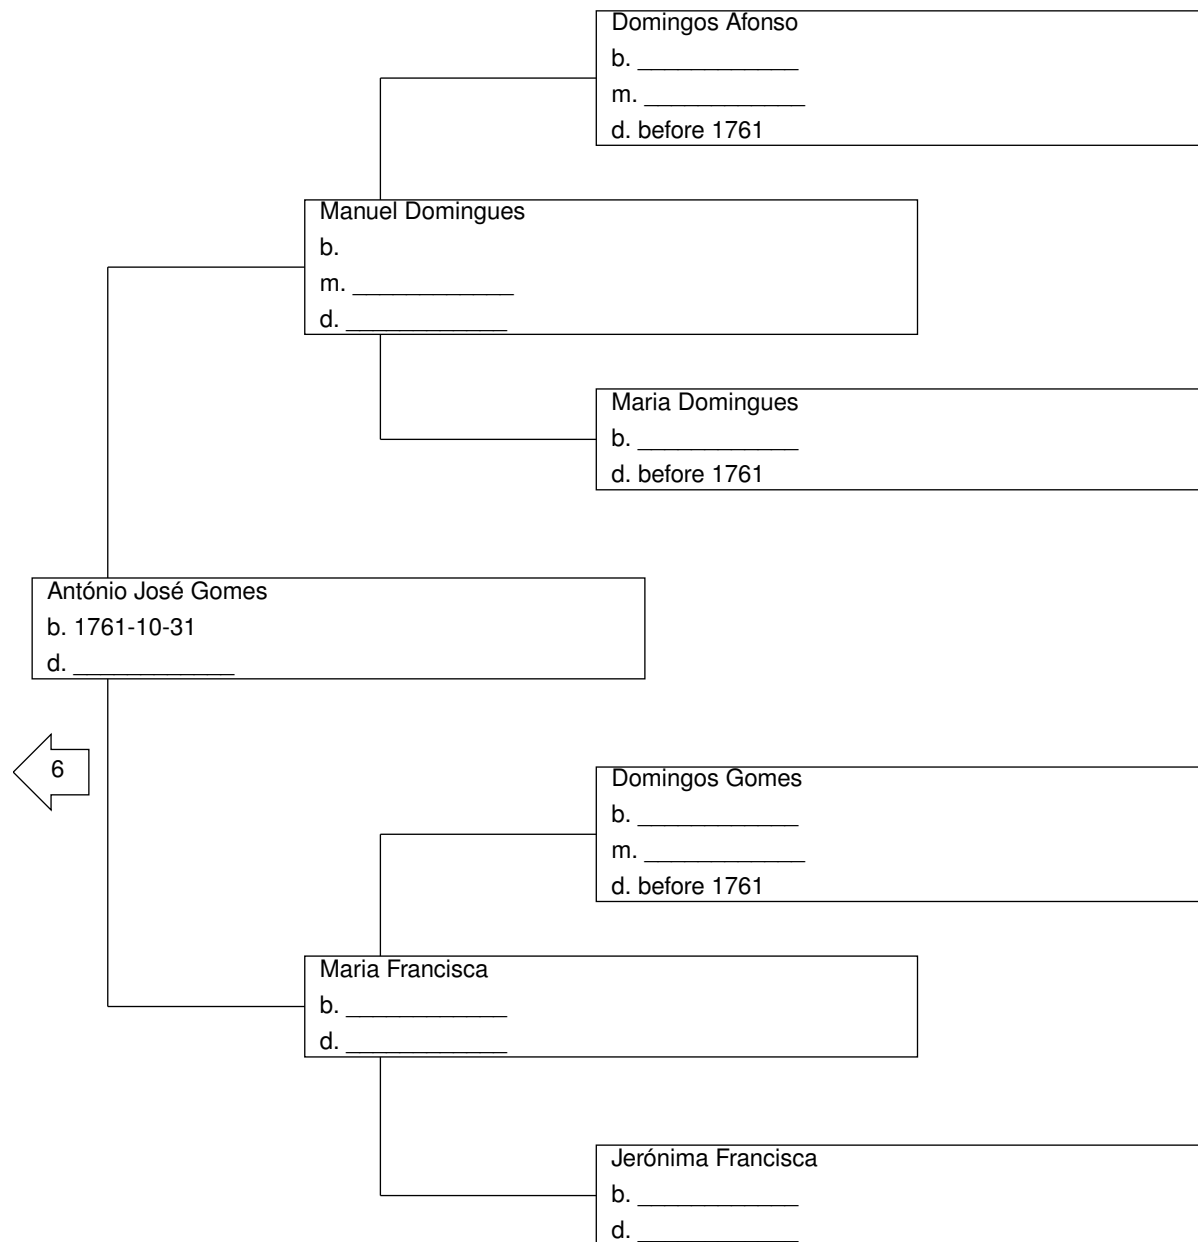 Domingos Afonso
b. ____________
m. ____________
d. before 1761
Manuel Domingues
b.
m. ____________
d. ____________
Maria Domingues
b. ____________
d. before 1761
António José Gomes
b. 1761-10-31
d. ____________
6
Domingos Gomes
b. ____________
m. ____________
d. before 1761
Maria Francisca
b. ____________
d. ____________
Jerónima Francisca
b. ____________
d. ____________